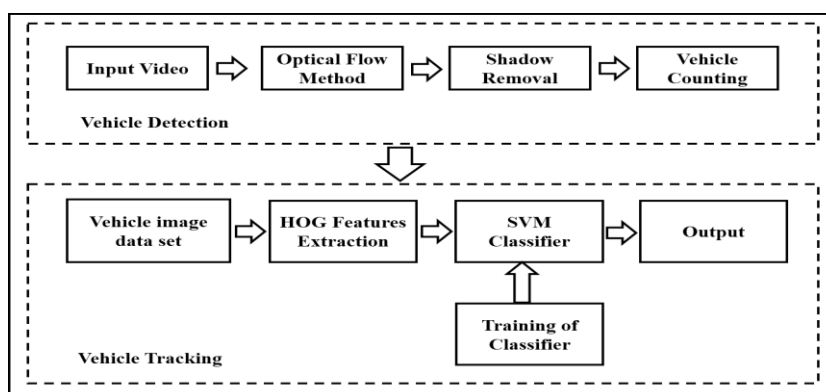 Input Video
Optical Flow
Method
Shadow
Removal
Vehicle
Counting
Vehicle Detection
Vehicle image
data set
HOG Features
Extraction
SVM
Classifier
Output
Training of
Classifier
Vehicle Tracking